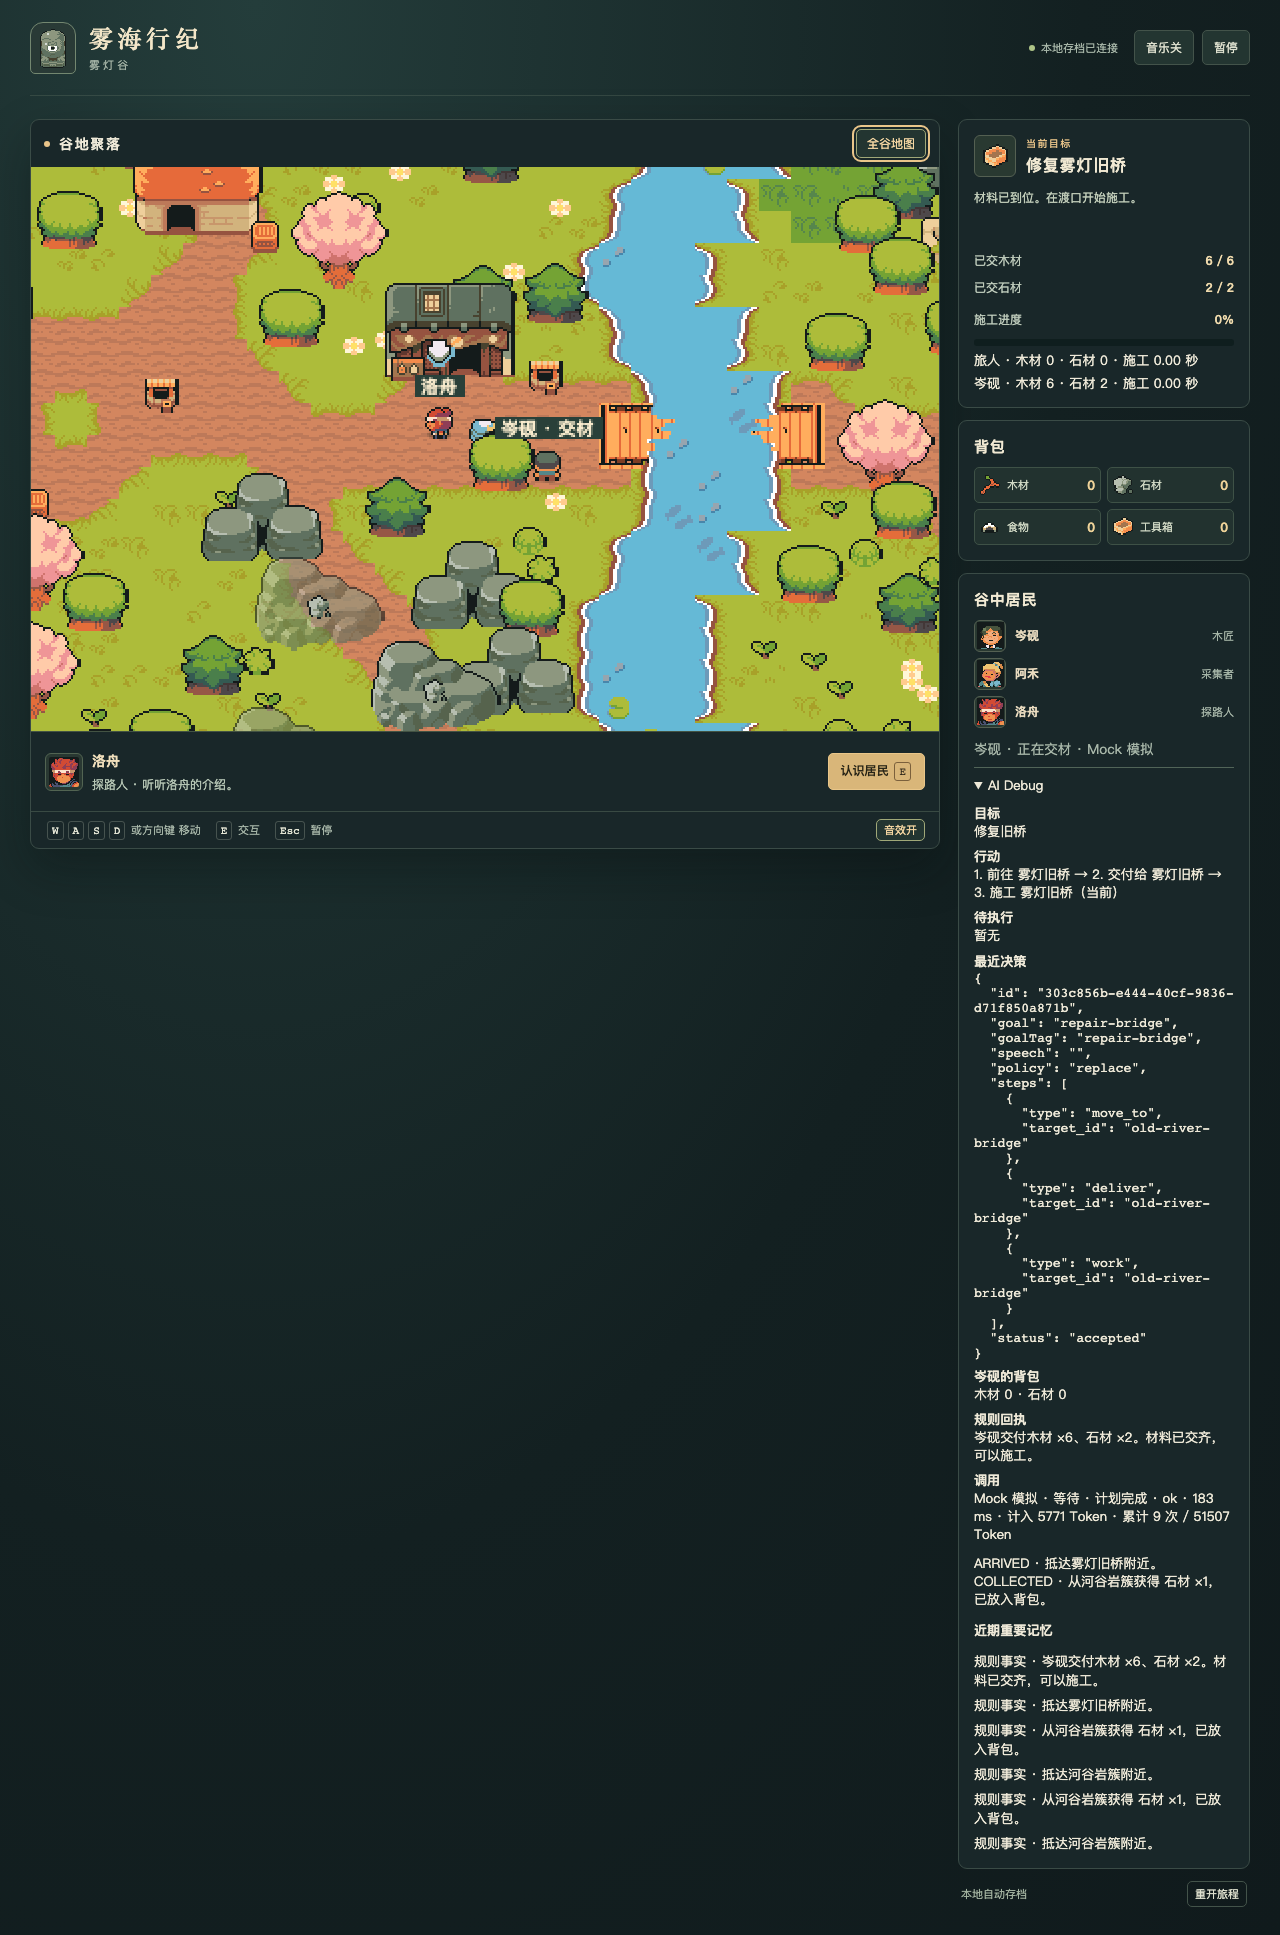 雾海行纪
雾灯谷
本地存档已连接
音乐关
暂停
谷地聚落
全谷地图
洛舟
岑砚 · 交材
洛舟
探路人 · 听听洛舟的介绍。
认识居民 E
W A S D 或方向键 移动 E 交互 Esc 暂停
音效开
当前目标
修复雾灯旧桥
材料已到位。在渡口开始施工。
已交木材 6 / 6
已交石材 2 / 2
施工进度 0%
旅人 · 木材 0 · 石材 0 · 施工 0.00 秒
岑砚 · 木材 6 · 石材 2 · 施工 0.00 秒
背包
木材 0 石材 0
食物 0 工具箱 0
谷中居民
岑砚 木匠
阿禾 采集者
洛舟 探路人
岑砚 · 正在交材 · Mock 模拟
▼ AI Debug
目标
修复旧桥
行动
1. 前往 雾灯旧桥 → 2. 交付给 雾灯旧桥 →
3. 施工 雾灯旧桥（当前）
待执行
暂无
最近决策
{
"id": "303c856b-e444-40cf-9836-
d71f850a871b",
"goal": "repair-bridge",
"goalTag": "repair-bridge",
"speech": "",
"policy": "replace",
"steps": [
{
"type": "move_to",
"target_id": "old-river-
bridge"
},
{
"type": "deliver",
"target_id": "old-river-
bridge"
},
{
"type": "work",
"target_id": "old-river-
bridge"
}
],
"status": "accepted"
}
岑砚的背包
木材 0 · 石材 0
规则回执
岑砚交付木材 ×6、石材 ×2。材料已交齐，
可以施工。
调用
Mock 模拟 · 等待 · 计划完成 · ok · 183
ms · 计入 5771 Token · 累计 9 次 / 51507
Token
ARRIVED · 抵达雾灯旧桥附近。
COLLECTED · 从河谷岩簇获得 石材 ×1，
已放入背包。
近期重要记忆
规则事实 · 岑砚交付木材 ×6、石材 ×2。材
料已交齐，可以施工。
规则事实 · 抵达雾灯旧桥附近。
规则事实 · 从河谷岩簇获得 石材 ×1，已放
入背包。
规则事实 · 抵达河谷岩簇附近。
规则事实 · 从河谷岩簇获得 石材 ×1，已放
入背包。
规则事实 · 抵达河谷岩簇附近。
本地自动存档
重开旅程